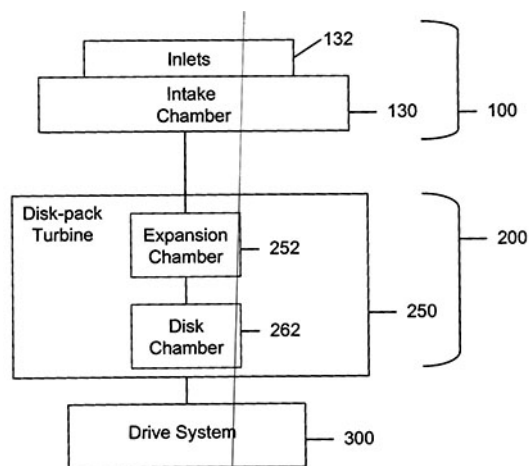 Inlets
132
Intake
Chamber
130
100
Disk-pack
Turbine
Expansion
Chamber
252
200
250
Disk
Chamber
262
Drive System
300